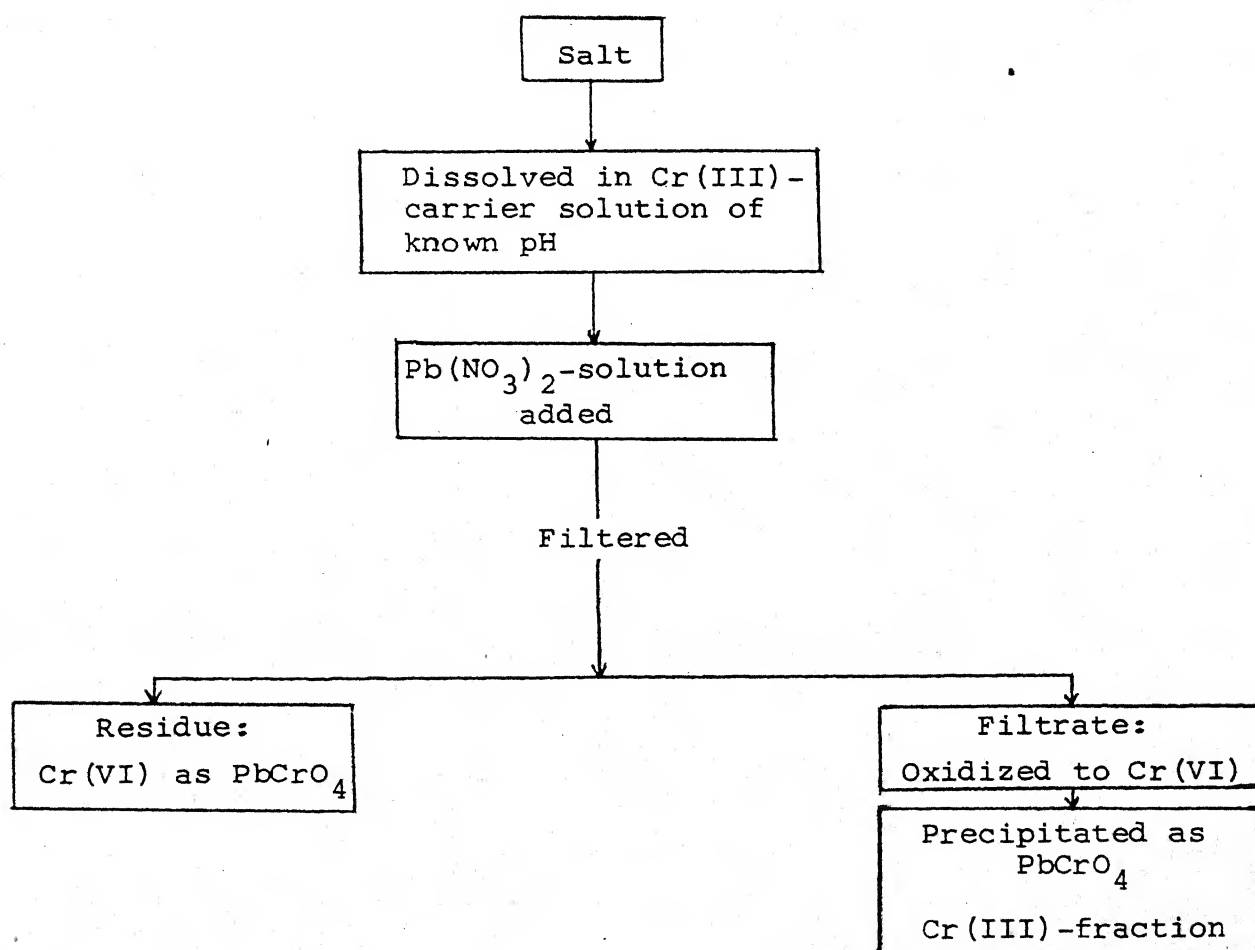 Salt
Dissolved in Cr(III)-
carrier solution of
known pH
Pb(NO3)2-solution
added
Filtered
Residue:
Cr(VI) as PbCrO4
Filtrate:
Oxidized to Cr(VI)
Precipitated as
PbCrO4
Cr(III)-fraction